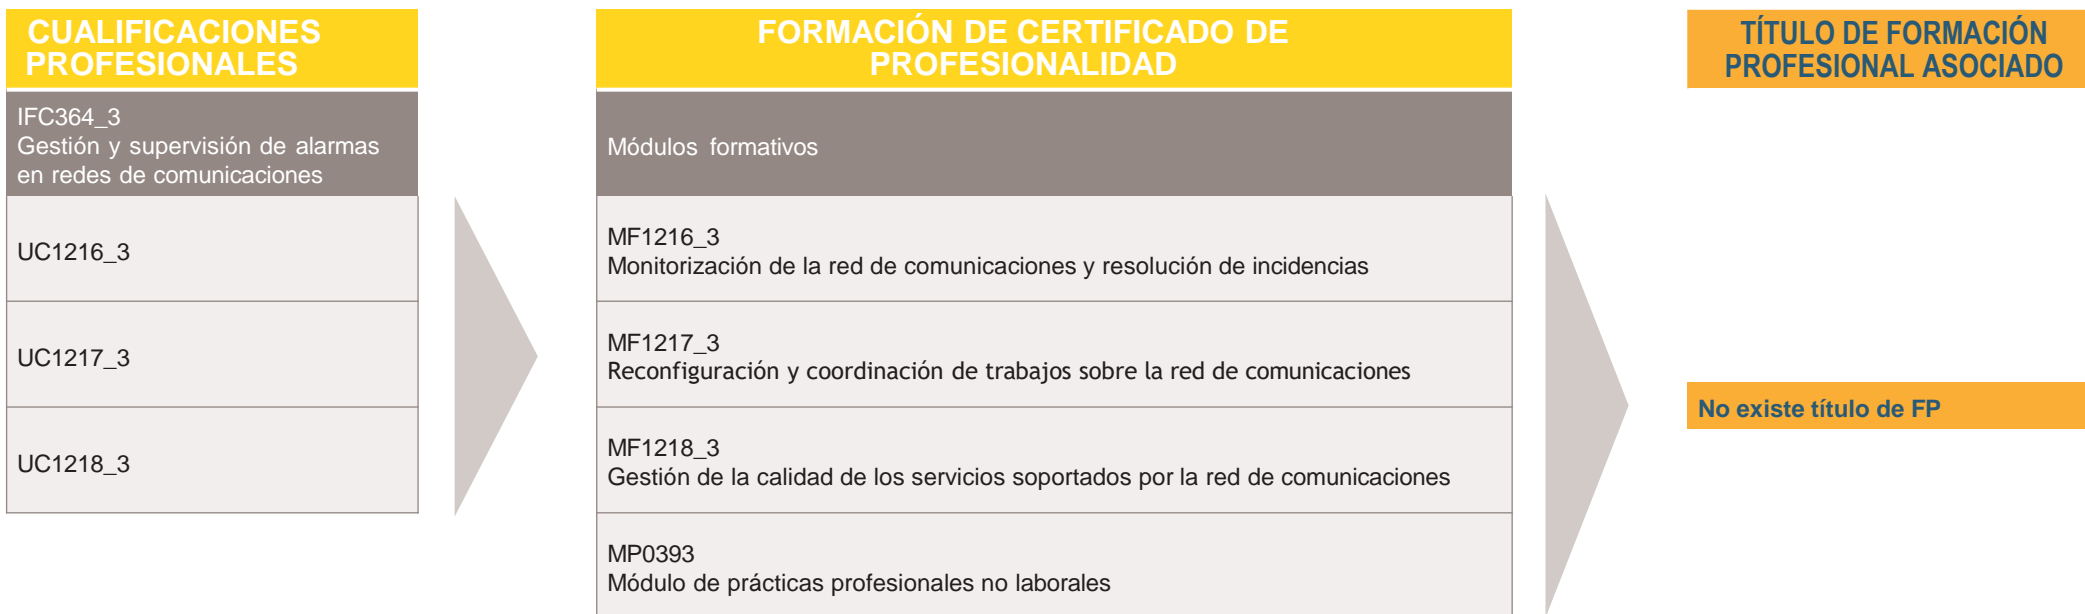 CUALIFICACIONES
PROFESIONALES
IFC364_3
Gestión y supervisión de alarmas
en redes de comunicaciones
UC1216_3
UC1217_3
UC1218_3
FORMACIÓN DE CERTIFICADO DE
PROFESIONALIDAD
Módulos formativos
MF1216_3
Monitorización de la red de comunicaciones y resolución de incidencias
MF1217_3
Reconfiguración y coordinación de trabajos sobre la red de comunicaciones
MF1218_3
Gestión de la calidad de los servicios soportados por la red de comunicaciones
MP0393
Módulo de prácticas profesionales no laborales
TÍTULO DE FORMACIÓN
PROFESIONAL ASOCIADO
No existe título de FP